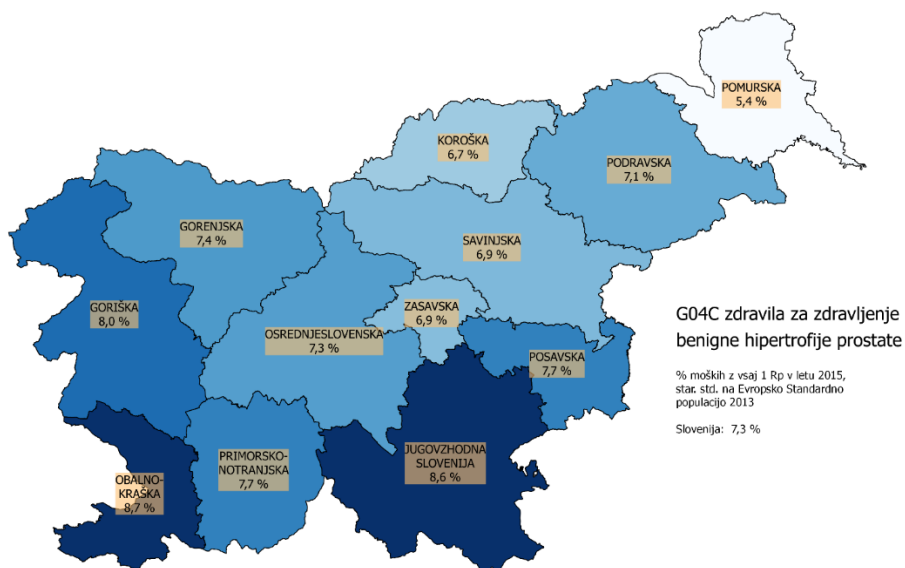 POMURSKA
5,4 %
KOROŠKA
6,7 %
PODRAVSKA
7,1 %
GORENJSKA
7,4 %
SAVINJSKA
6,9 %
GORIŠKA
8,0 %
ZASAVSKA
6,9 %
OSREDNJESLOVENSKA
7,3 %
POSAVSKA
7,7 %
PRIMORSKO-
NOTRANJSKA
7,7 %
JUGOVZHODNA
SLOVENIJA
8,6 %
OBALNO-
KRAŠKA
8,7 %
G04C zdravila za zdravljenje
benigne hipertrofije prostate
% moških z vsaj 1 Rp v letu 2015,
star. std. na Evropsko Standardno
populacijo 2013
Slovenija: 7,3 %